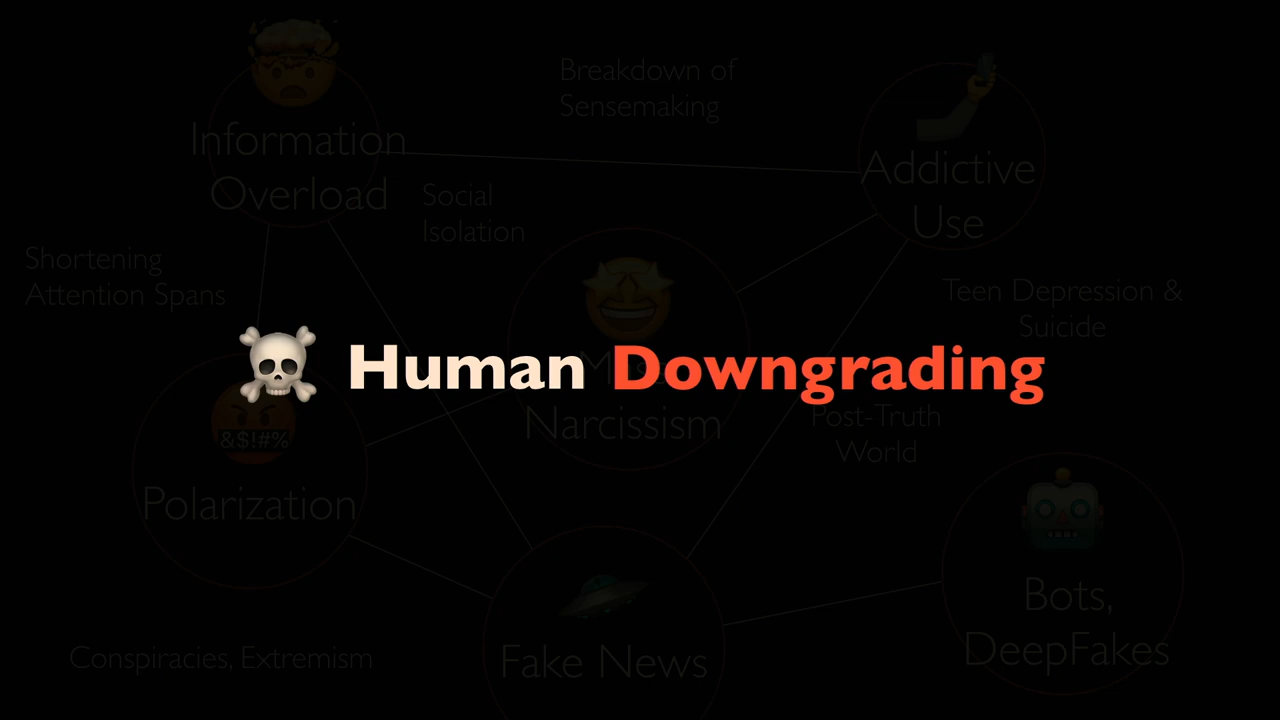 Breakdown of
Sensemaking
Information
Overload
Addictive
Use
Social
Isolation
Shortening
Attention Spans
Teen Depression &
Suicide
Human Downgrading
Narcissism
Post-Truth
World
&$!#%
Polarization
Bots,
DeepFakes
Conspiracies, Extremism
Fake News